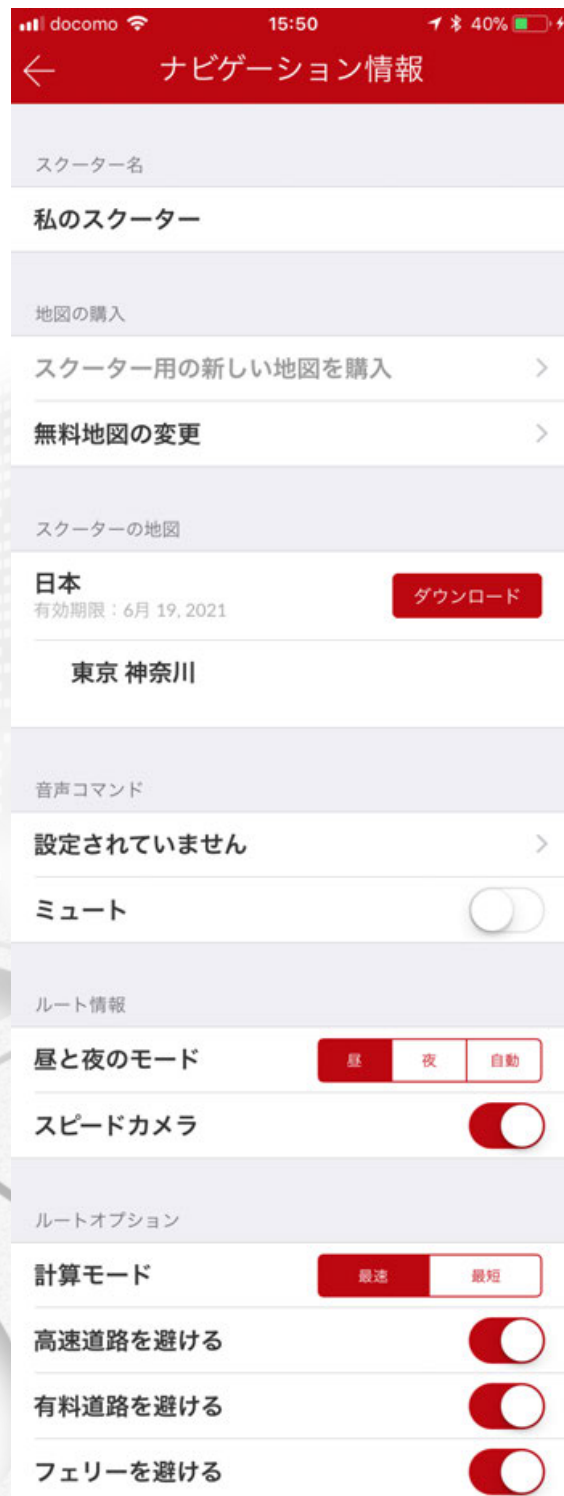 docomo 15:50 40%
ナビゲーション情報
スクーター名
私のスクーター
地図の購入
スクーター用の新しい地図を購入
無料地図の変更
スクーターの地図
日本
有効期限：6月 19, 2021
ダウンロード
東京 神奈川
音声コマンド
設定されていません
ミュート
ルート情報
昼と夜のモード 昼 夜 自動
スピードカメラ
ルートオプション
計算モード 最速 最短
高速道路を避ける
有料道路を避ける
フェリーを避ける